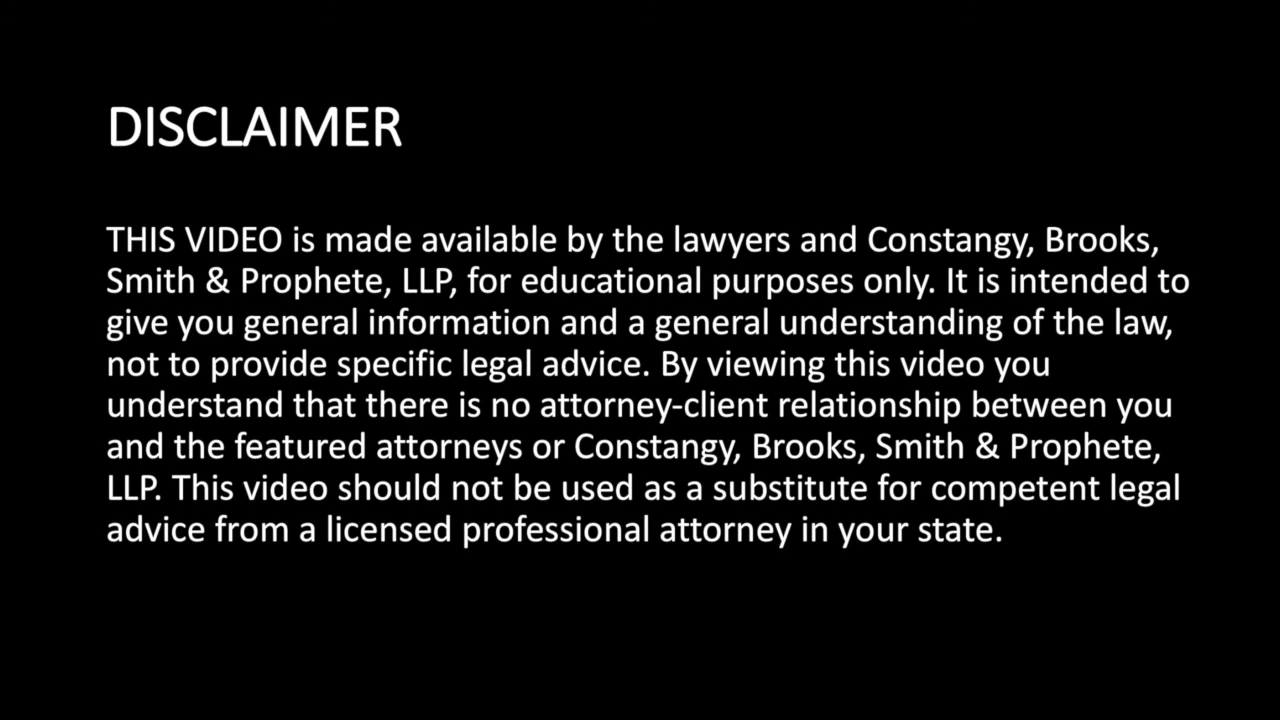 DISCLAIMER
THIS VIDEO is made available by the lawyers and Constangy, Brooks,
Smith & Prophete, LLP, for educational purposes only. It is intended to
give you general information and a general understanding of the law,
not to provide specific legal advice. By viewing this video you
understand that there is no attorney-client relationship between you
and the featured attorneys or Constangy, Brooks, Smith & Prophete,
LLP. This video should not be used as a substitute for competent legal
advice from a licensed professional attorney in your state.